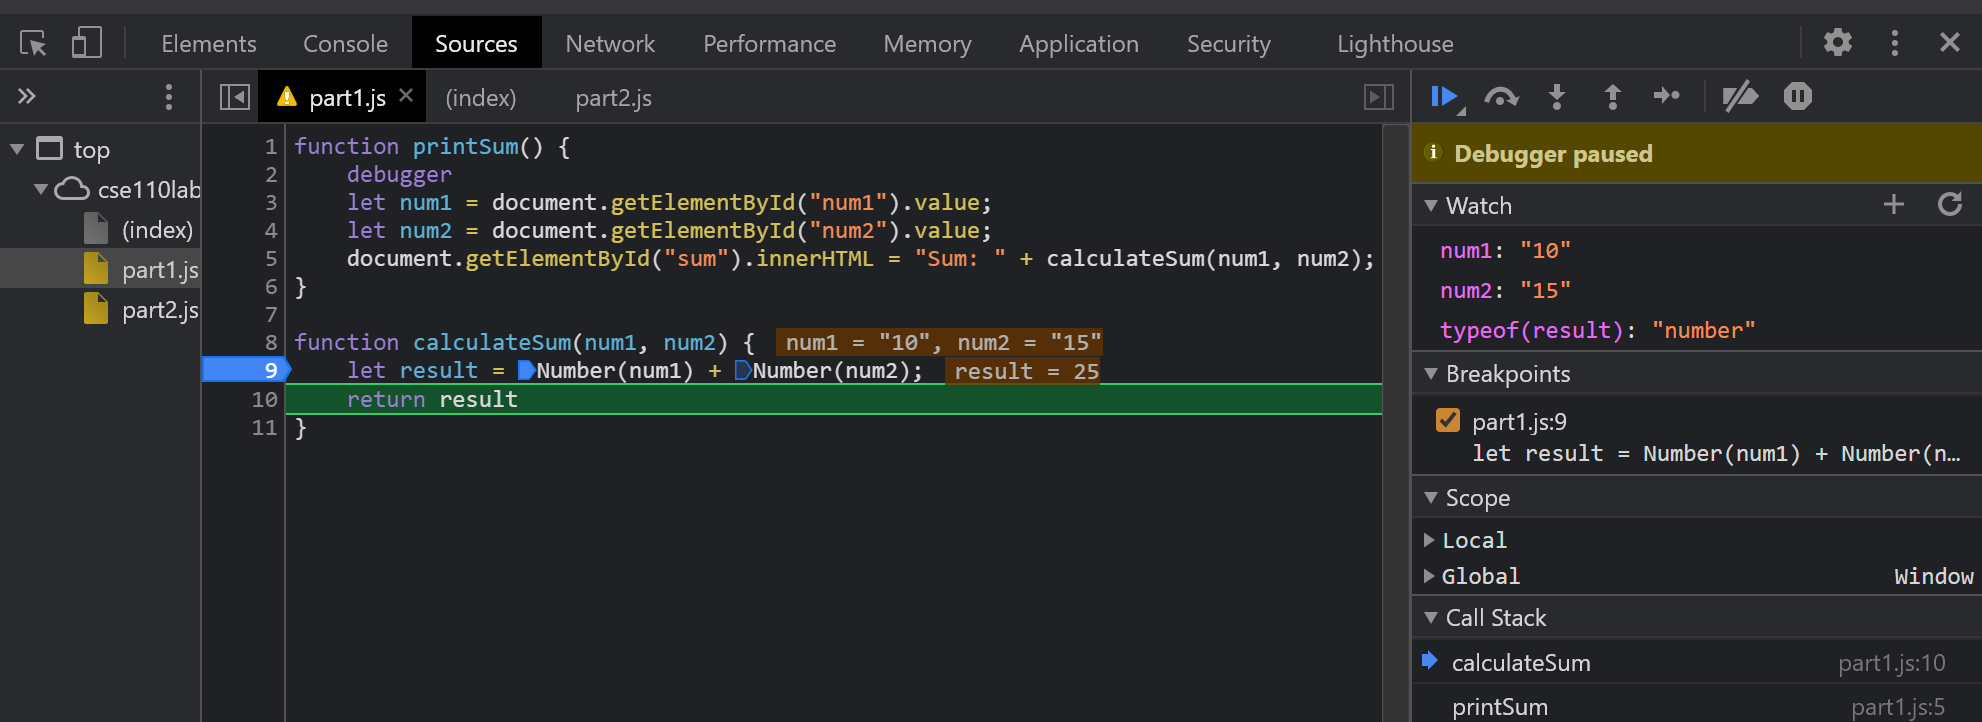 Elements Console Sources Network Performance Memory Application Security Lighthouse
part1.js (index) part2.js
top
cse110lab
(index)
part1.js
part2.js
1 function printSum() {
2 debugger
3 let num1 = document.getElementById("num1").value;
4 let num2 = document.getElementById("num2").value;
5 document.getElementById("sum").innerHTML = "Sum: " + calculateSum(num1, num2);
6 }
7
8 function calculateSum(num1, num2) { num1 = "10", num2 = "15"
9 let result = Number(num1) + Number(num2); result = 25
10 return result
11 }
Debugger paused
Watch
num1: "10"
num2: "15"
typeof(result): "number"
Breakpoints
part1.js:9
let result = Number(num1) + Number(n…
Scope
Local
Global Window
Call Stack
calculateSum part1.js:10
printSum part1.js:5